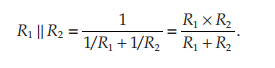 R₁ || R₂ = 1 / (1/R₁ + 1/R₂) = (R₁ × R₂) / (R₁ + R₂).